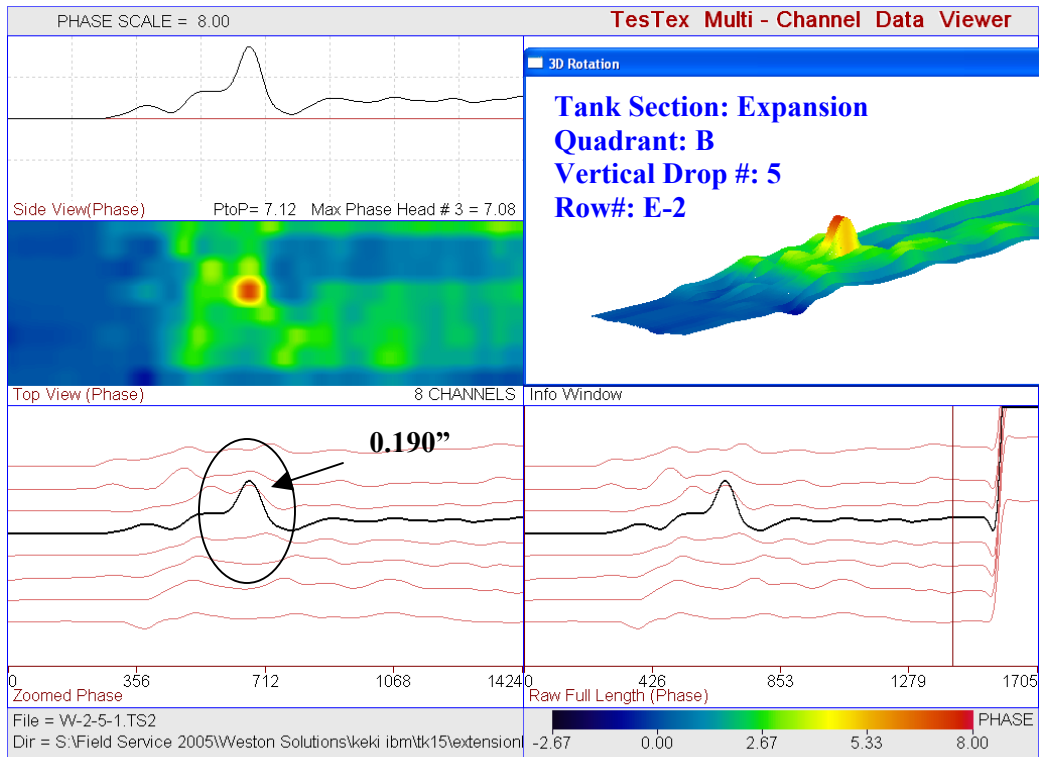 PHASE SCALE = 8.00
TesTex Multi - Channel Data Viewer
3D Rotation
Tank Section: Expansion
Quadrant: B
Vertical Drop #: 5
Row#: E-2
Side View(Phase) PtoP= 7.12 Max Phase Head # 3 = 7.08
Top View (Phase) 8 CHANNELS
Info Window
0.190”
0 356 712 1068 1424
Zoomed Phase
0 426 853 1279 1705
Raw Full Length (Phase)
File = W-2-5-1.TS2
Dir = S:\Field Service 2005\Weston Solutions\keki ibm\tk15\extensionl
PHASE
-2.67 0.00 2.67 5.33 8.00